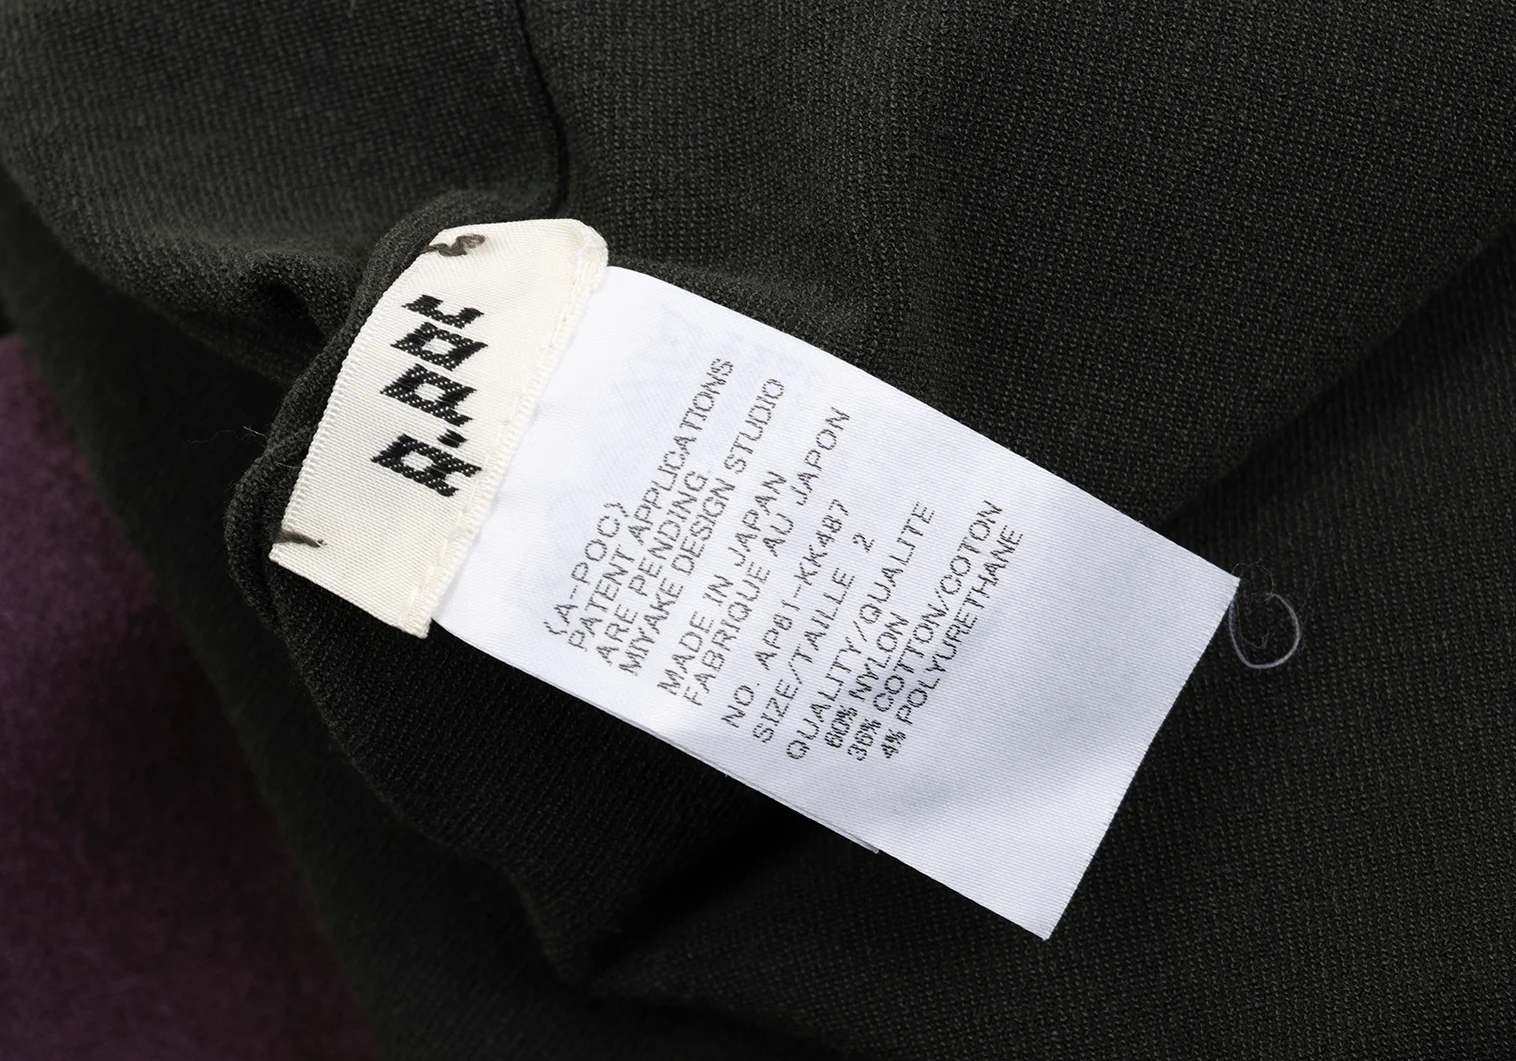 A.POC
(A-POC)
PATENT APPLICATIONS
ARE PENDING
MIYAKE DESIGN STUDIO
MADE IN JAPAN
FABRIQUE AU JAPON
NO. AP61-KK487
SIZE/TAILLE 2
QUALITY/QUALITE
60% NYLON
36% COTTON/COTON
4% POLYURETHANE